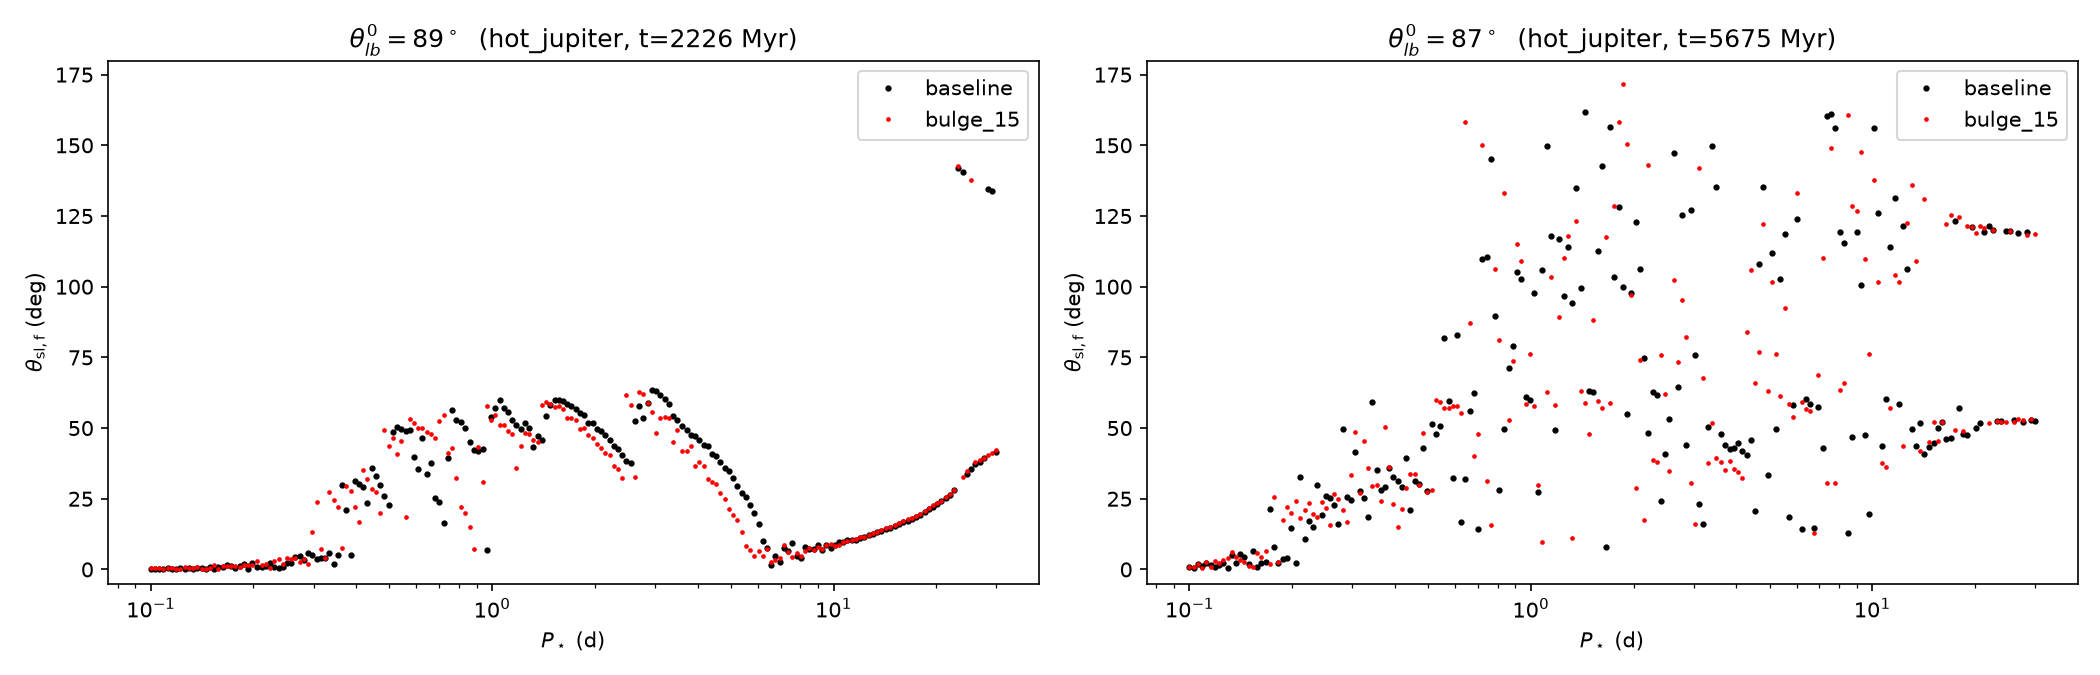 θ⁰_lb = 89° (hot_jupiter, t=2226 Myr)
θ_sl,f (deg)
175
150
125
100
75
50
25
0
baseline
bulge_15
10⁻¹
10⁰
10¹
P⋆ (d)
θ⁰_lb = 87° (hot_jupiter, t=5675 Myr)
θ_sl,f (deg)
175
150
125
100
75
50
25
0
baseline
bulge_15
10⁻¹
10⁰
10¹
P⋆ (d)